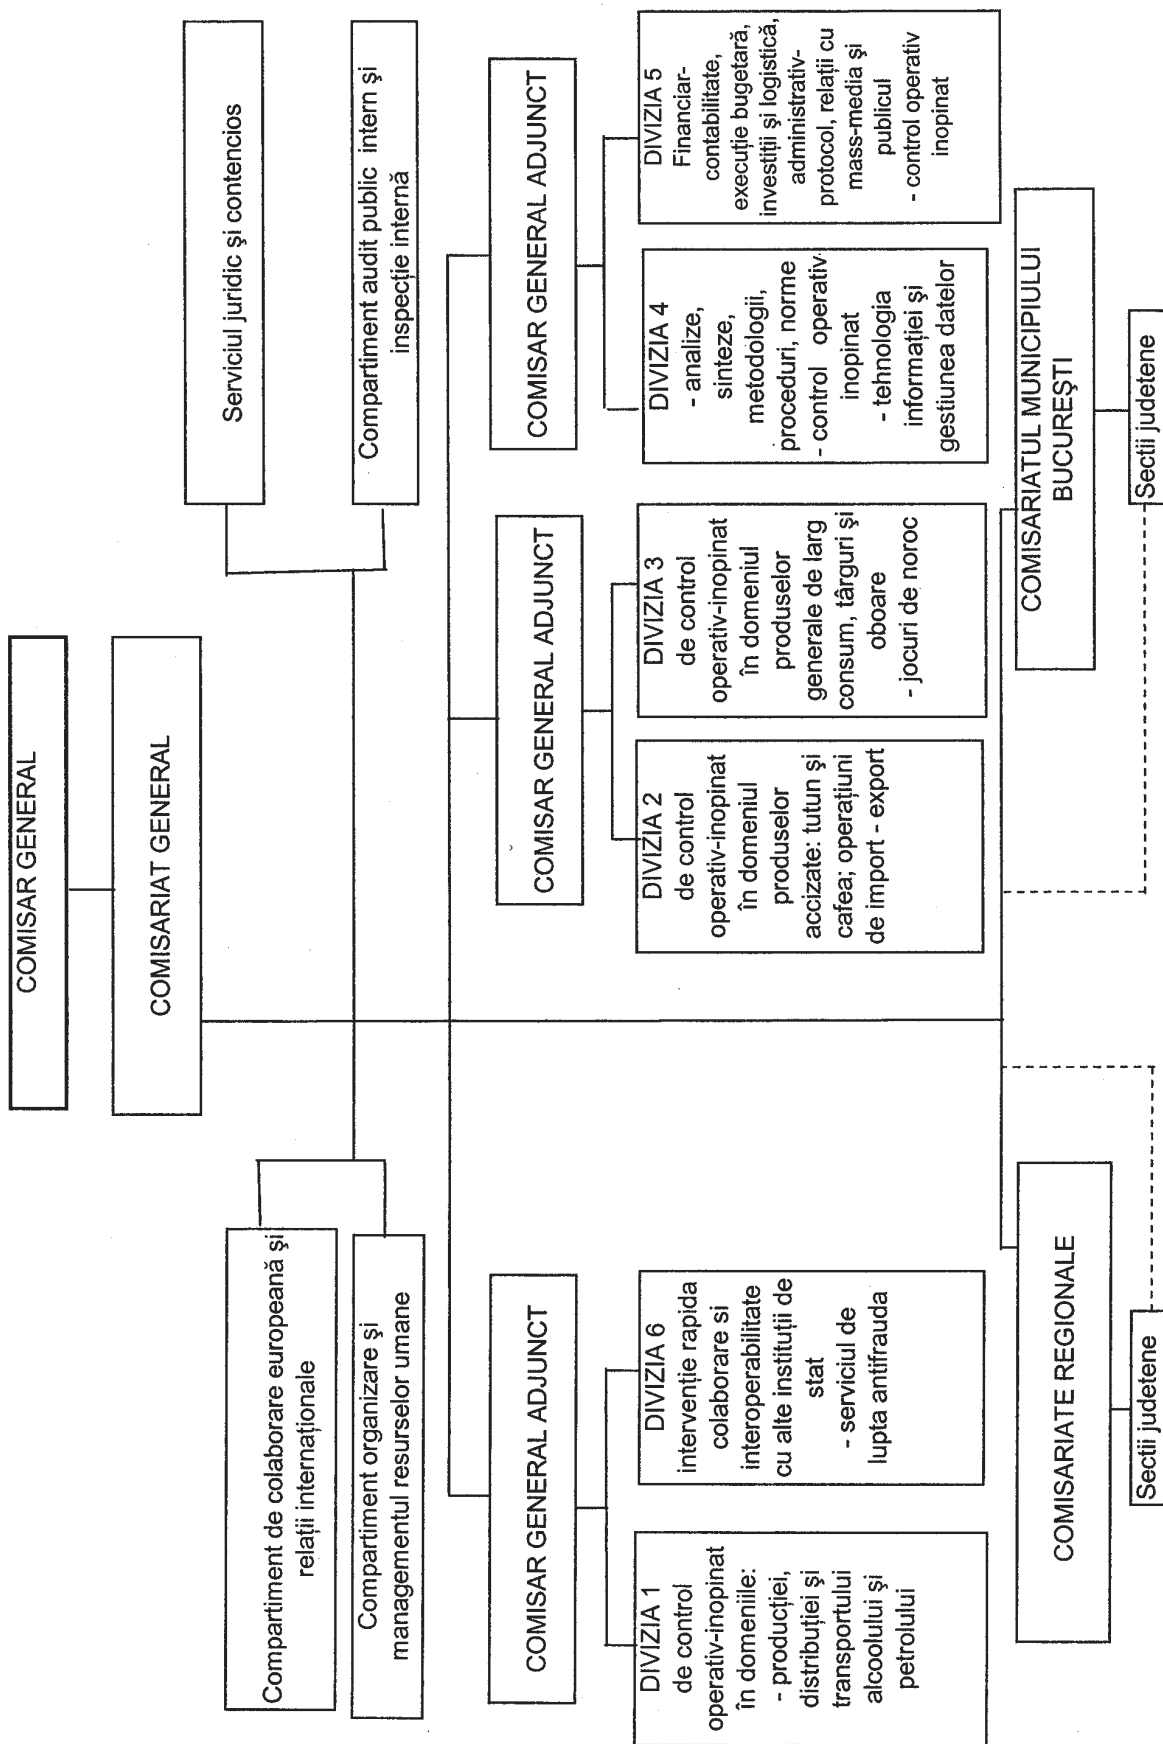 COMISAR GENERAL
COMISARIAT GENERAL
Compartiment de colaborare europeană şi
relaţii internaţionale
Compartiment organizare şi
managementul resurselor umane
Serviciul juridic şi contencios
Compartiment audit public intern şi
inspecţie internă
COMISAR GENERAL ADJUNCT
COMISAR GENERAL ADJUNCT
COMISAR GENERAL ADJUNCT
DIVIZIA 1
de control
operativ-inopinat
în domeniile:
- producţiei,
distribuţiei şi
transportului
alcoolului şi
petrolului
DIVIZIA 6
intervenţie rapida
colaborare si
interoperabilitate
cu alte instituţii de
stat
- serviciul de
lupta antifrauda
DIVIZIA 2
de control
operativ-inopinat
în domeniul
produselor
accizate: tutun şi
cafea; operaţiuni
de import - export
DIVIZIA 3
de control
operativ-inopinat
în domeniul
produselor
generale de larg
consum, târguri şi
oboare
- jocuri de noroc
DIVIZIA 4
- analize,
sinteze,
metodologii,
proceduri, norme
- control operativ
inopinat
- tehnologia
informaţiei şi
gestiunea datelor
DIVIZIA 5
Financiar-
contabilitate,
execuţie bugetară,
investiţii şi logistică,
administrativ-
protocol, relaţii cu
mass-media şi
publicul
- control operativ
inopinat
COMISARIATE REGIONALE
Sectii judetene
COMISARIATUL MUNICIPIULUI
BUCUREŞTI
Sectii judetene